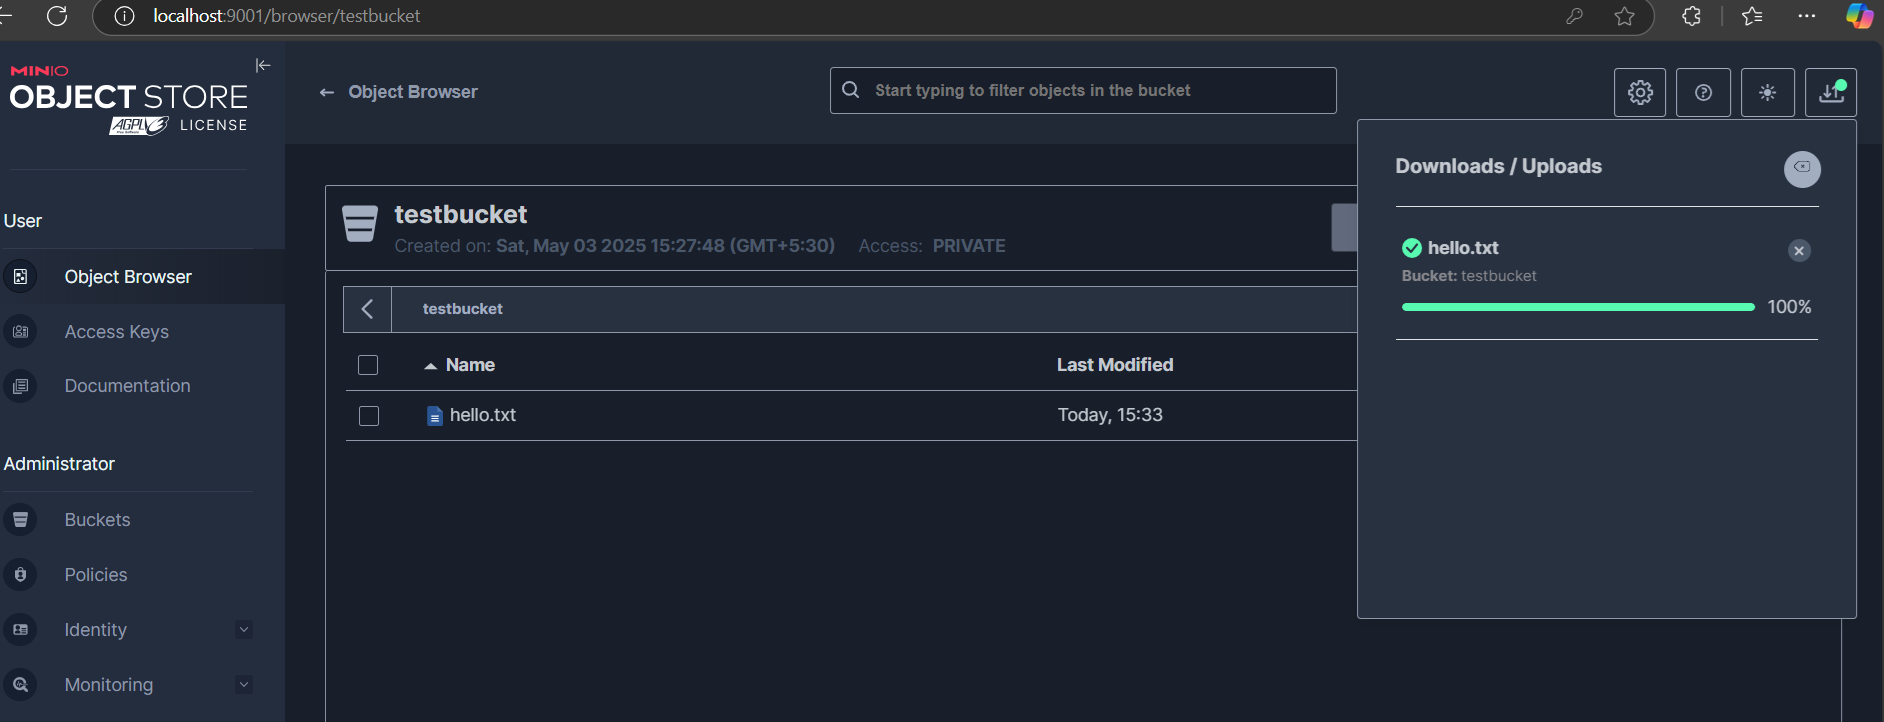 localhost:9001/browser/testbucket
MINIO
OBJECT STORE
AGPL3 LICENSE
Object Browser
Start typing to filter objects in the bucket
User
Object Browser
Access Keys
Documentation
Administrator
Buckets
Policies
Identity
Monitoring
testbucket
Created on: Sat, May 03 2025 15:27:48 (GMT+5:30) Access: PRIVATE
testbucket
Name Last Modified
hello.txt Today, 15:33
Downloads / Uploads
hello.txt
Bucket: testbucket
100%